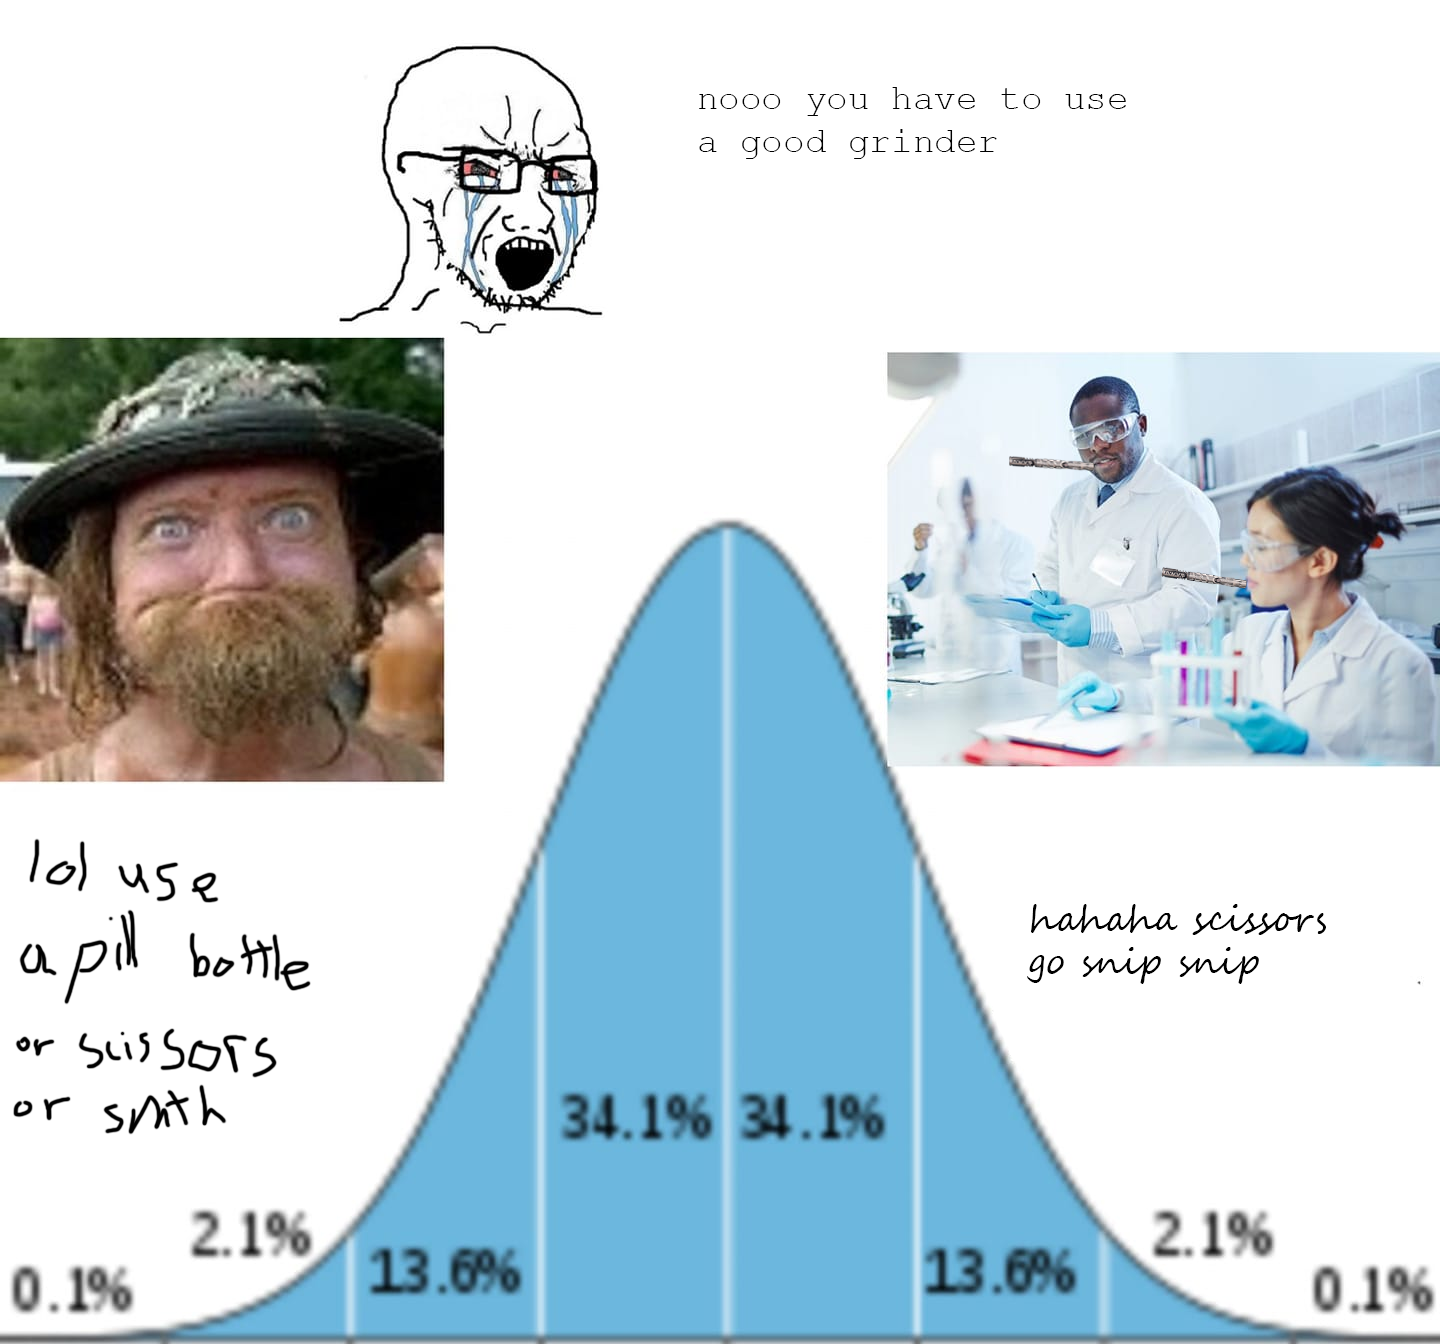 nooo you have to use
a good grinder
lol use
a pill bottle
or scissors
or smth
hahaha scissors
go snip snip
34.1% 34.1%
2.1% 2.1%
13.6% 13.6%
0.1% 0.1%